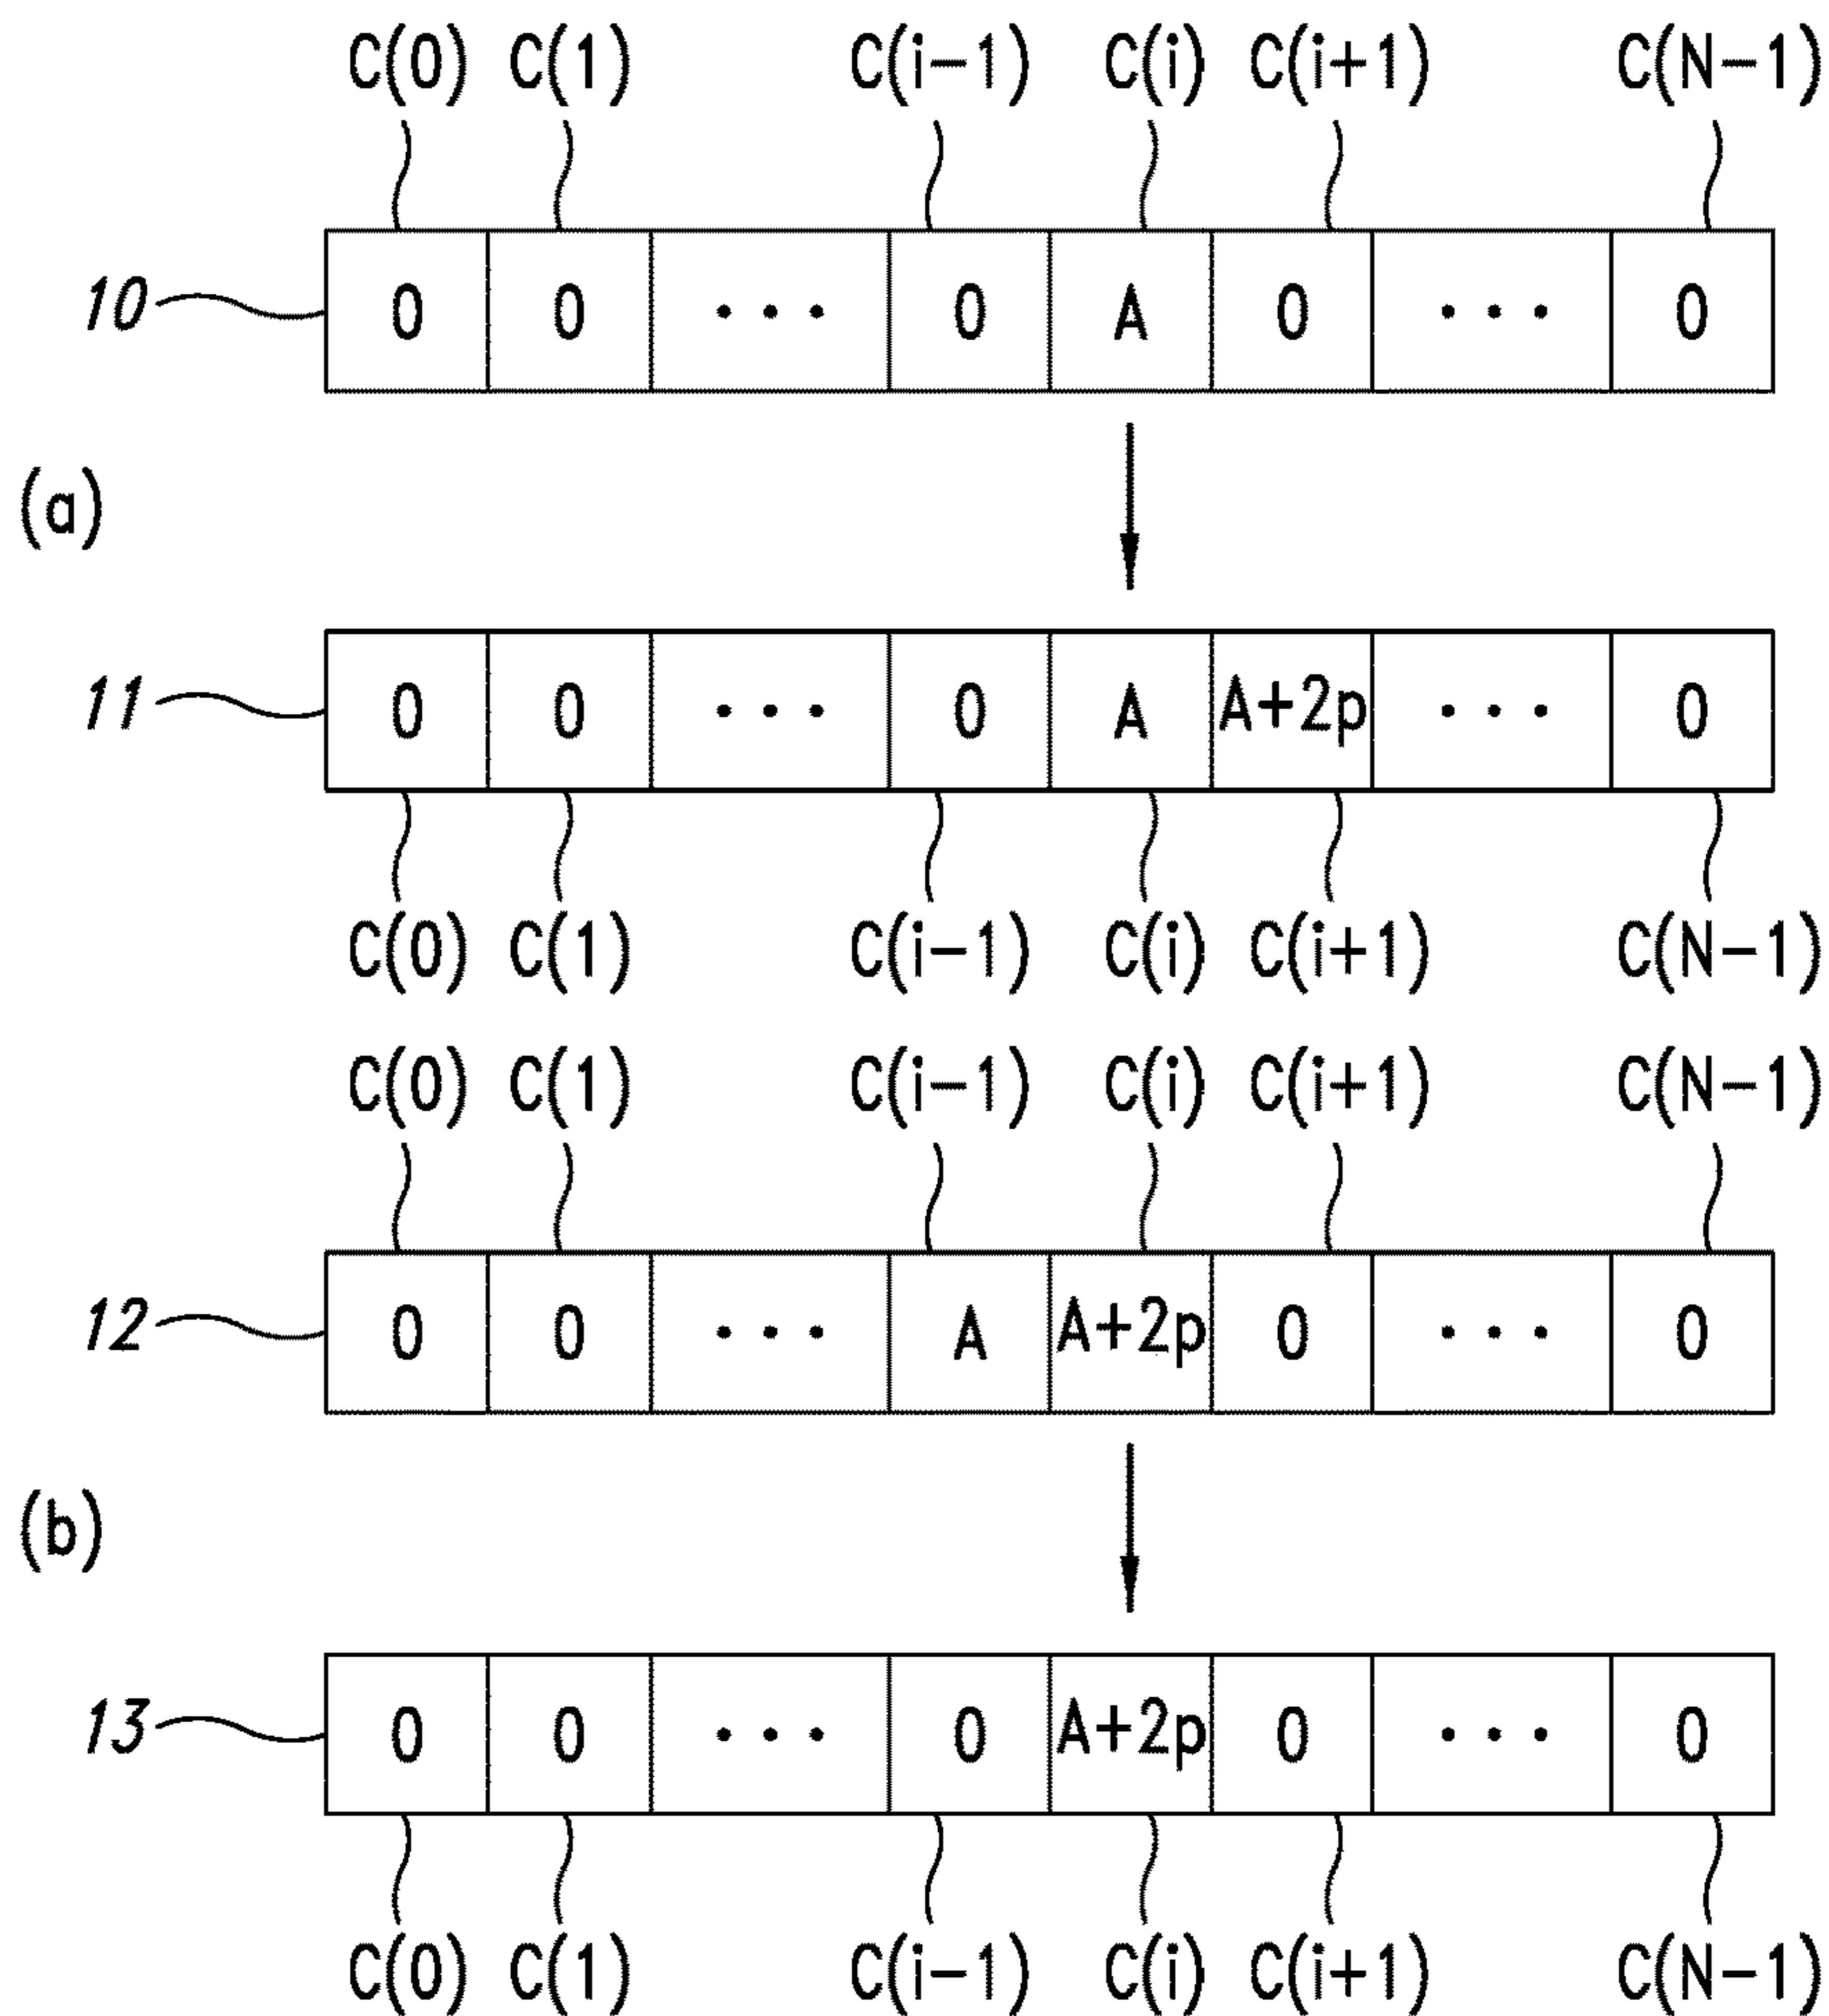 C(0) C(1) C(i-1) C(i) C(i+1) C(N-1)
10 0 0 ... 0 A 0 ... 0
(a)
11 0 0 ... 0 A A+2p ... 0
C(0) C(1) C(i-1) C(i) C(i+1) C(N-1)
C(0) C(1) C(i-1) C(i) C(i+1) C(N-1)
12 0 0 ... A A+2p 0 ... 0
(b)
13 0 0 ... 0 A+2p 0 ... 0
C(0) C(1) C(i-1) C(i) C(i+1) C(N-1)